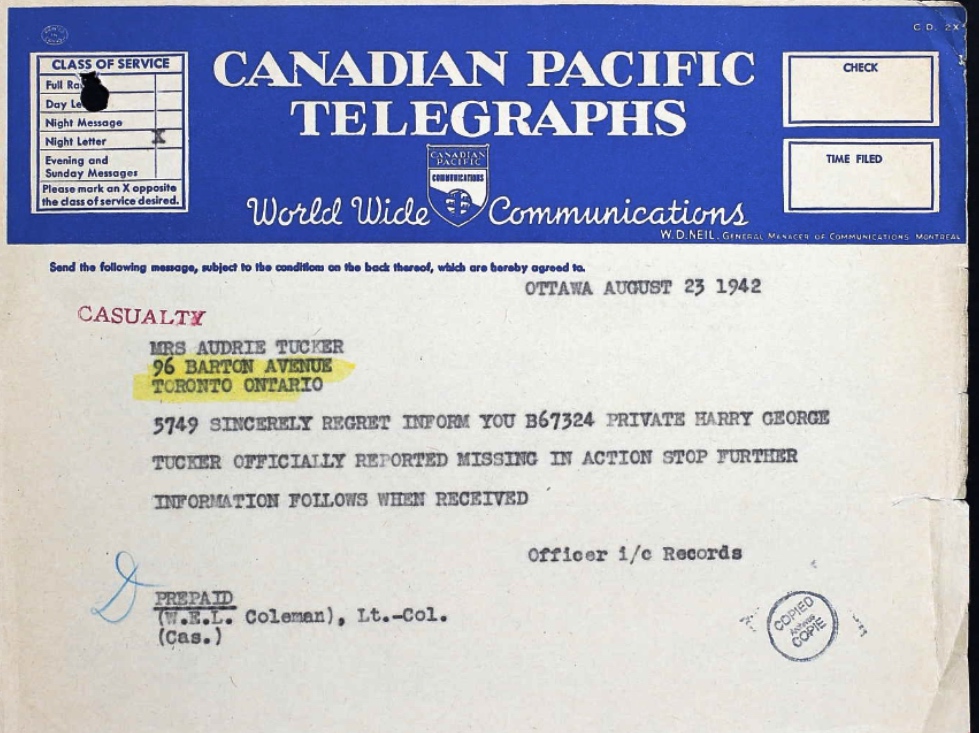 C.D. 2X
CLASS OF SERVICE
Full
Day
Night Message
Night Letter X
Evening and
Sunday Messages
Please mark an X opposite
the class of service desired.
CANADIAN PACIFIC
TELEGRAPHS
CANADIAN
PACIFIC
COMMUNICATIONS
World Wide Communications
CHECK
TIME FILED
W.D. NEIL, GENERAL MANAGER OF COMMUNICATIONS MONTREAL
Send the following message, subject to the conditions on the back thereof, which are hereby agreed to.
OTTAWA AUGUST 23 1942
CASUALTY
MRS AUDRIE TUCKER
96 BARTON AVENUE
TORONTO ONTARIO
5749 SINCERELY REGRET INFORM YOU B67324 PRIVATE HARRY GEORGE
TUCKER OFFICIALLY REPORTED MISSING IN ACTION STOP FURTHER
INFORMATION FOLLOWS WHEN RECEIVED
Officer i/c Records
PREPAID
(W.E.L. Coleman), Lt.-Col.
(Cas.)
COPIED
COPIÉ